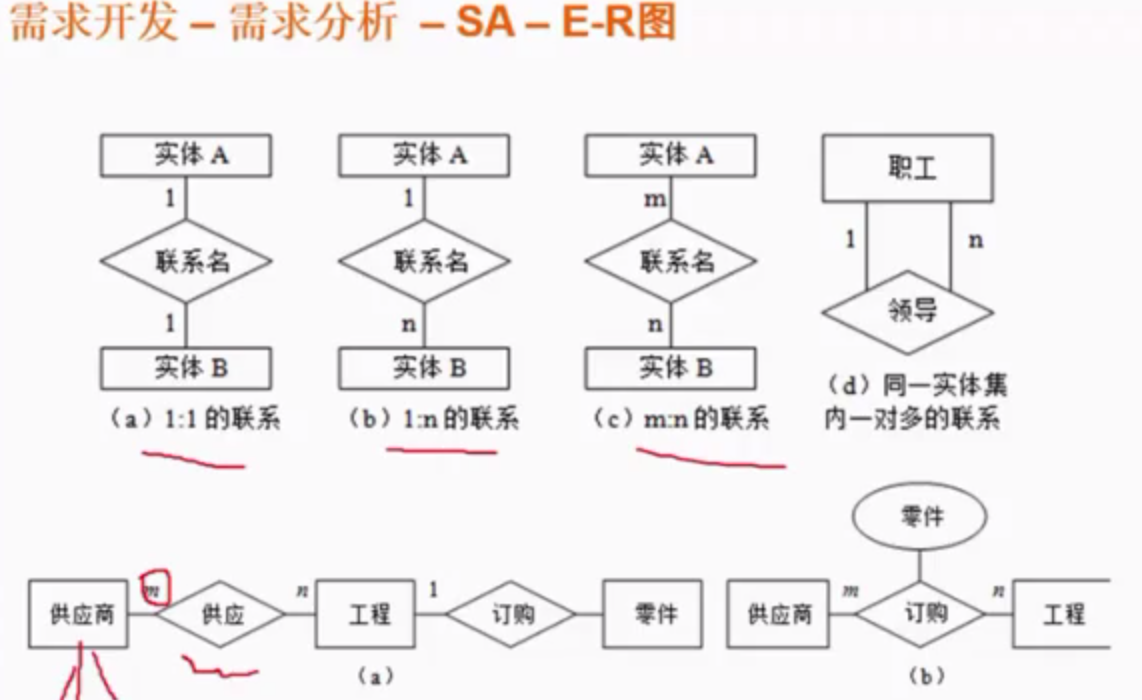 需求开发 – 需求分析 – SA – E-R图
实体 A
1
联系名
1
实体 B
（a）1:1 的联系
实体 A
1
联系名
n
实体 B
（b）1:n 的联系
实体 A
m
联系名
n
实体 B
（c）m:n 的联系
职工
1 n
领导
（d）同一实体集
内一对多的联系
供应商 m 供应 n 工程 1 订购 零件
（a）
零件
供应商 m 订购 n 工程
（b）